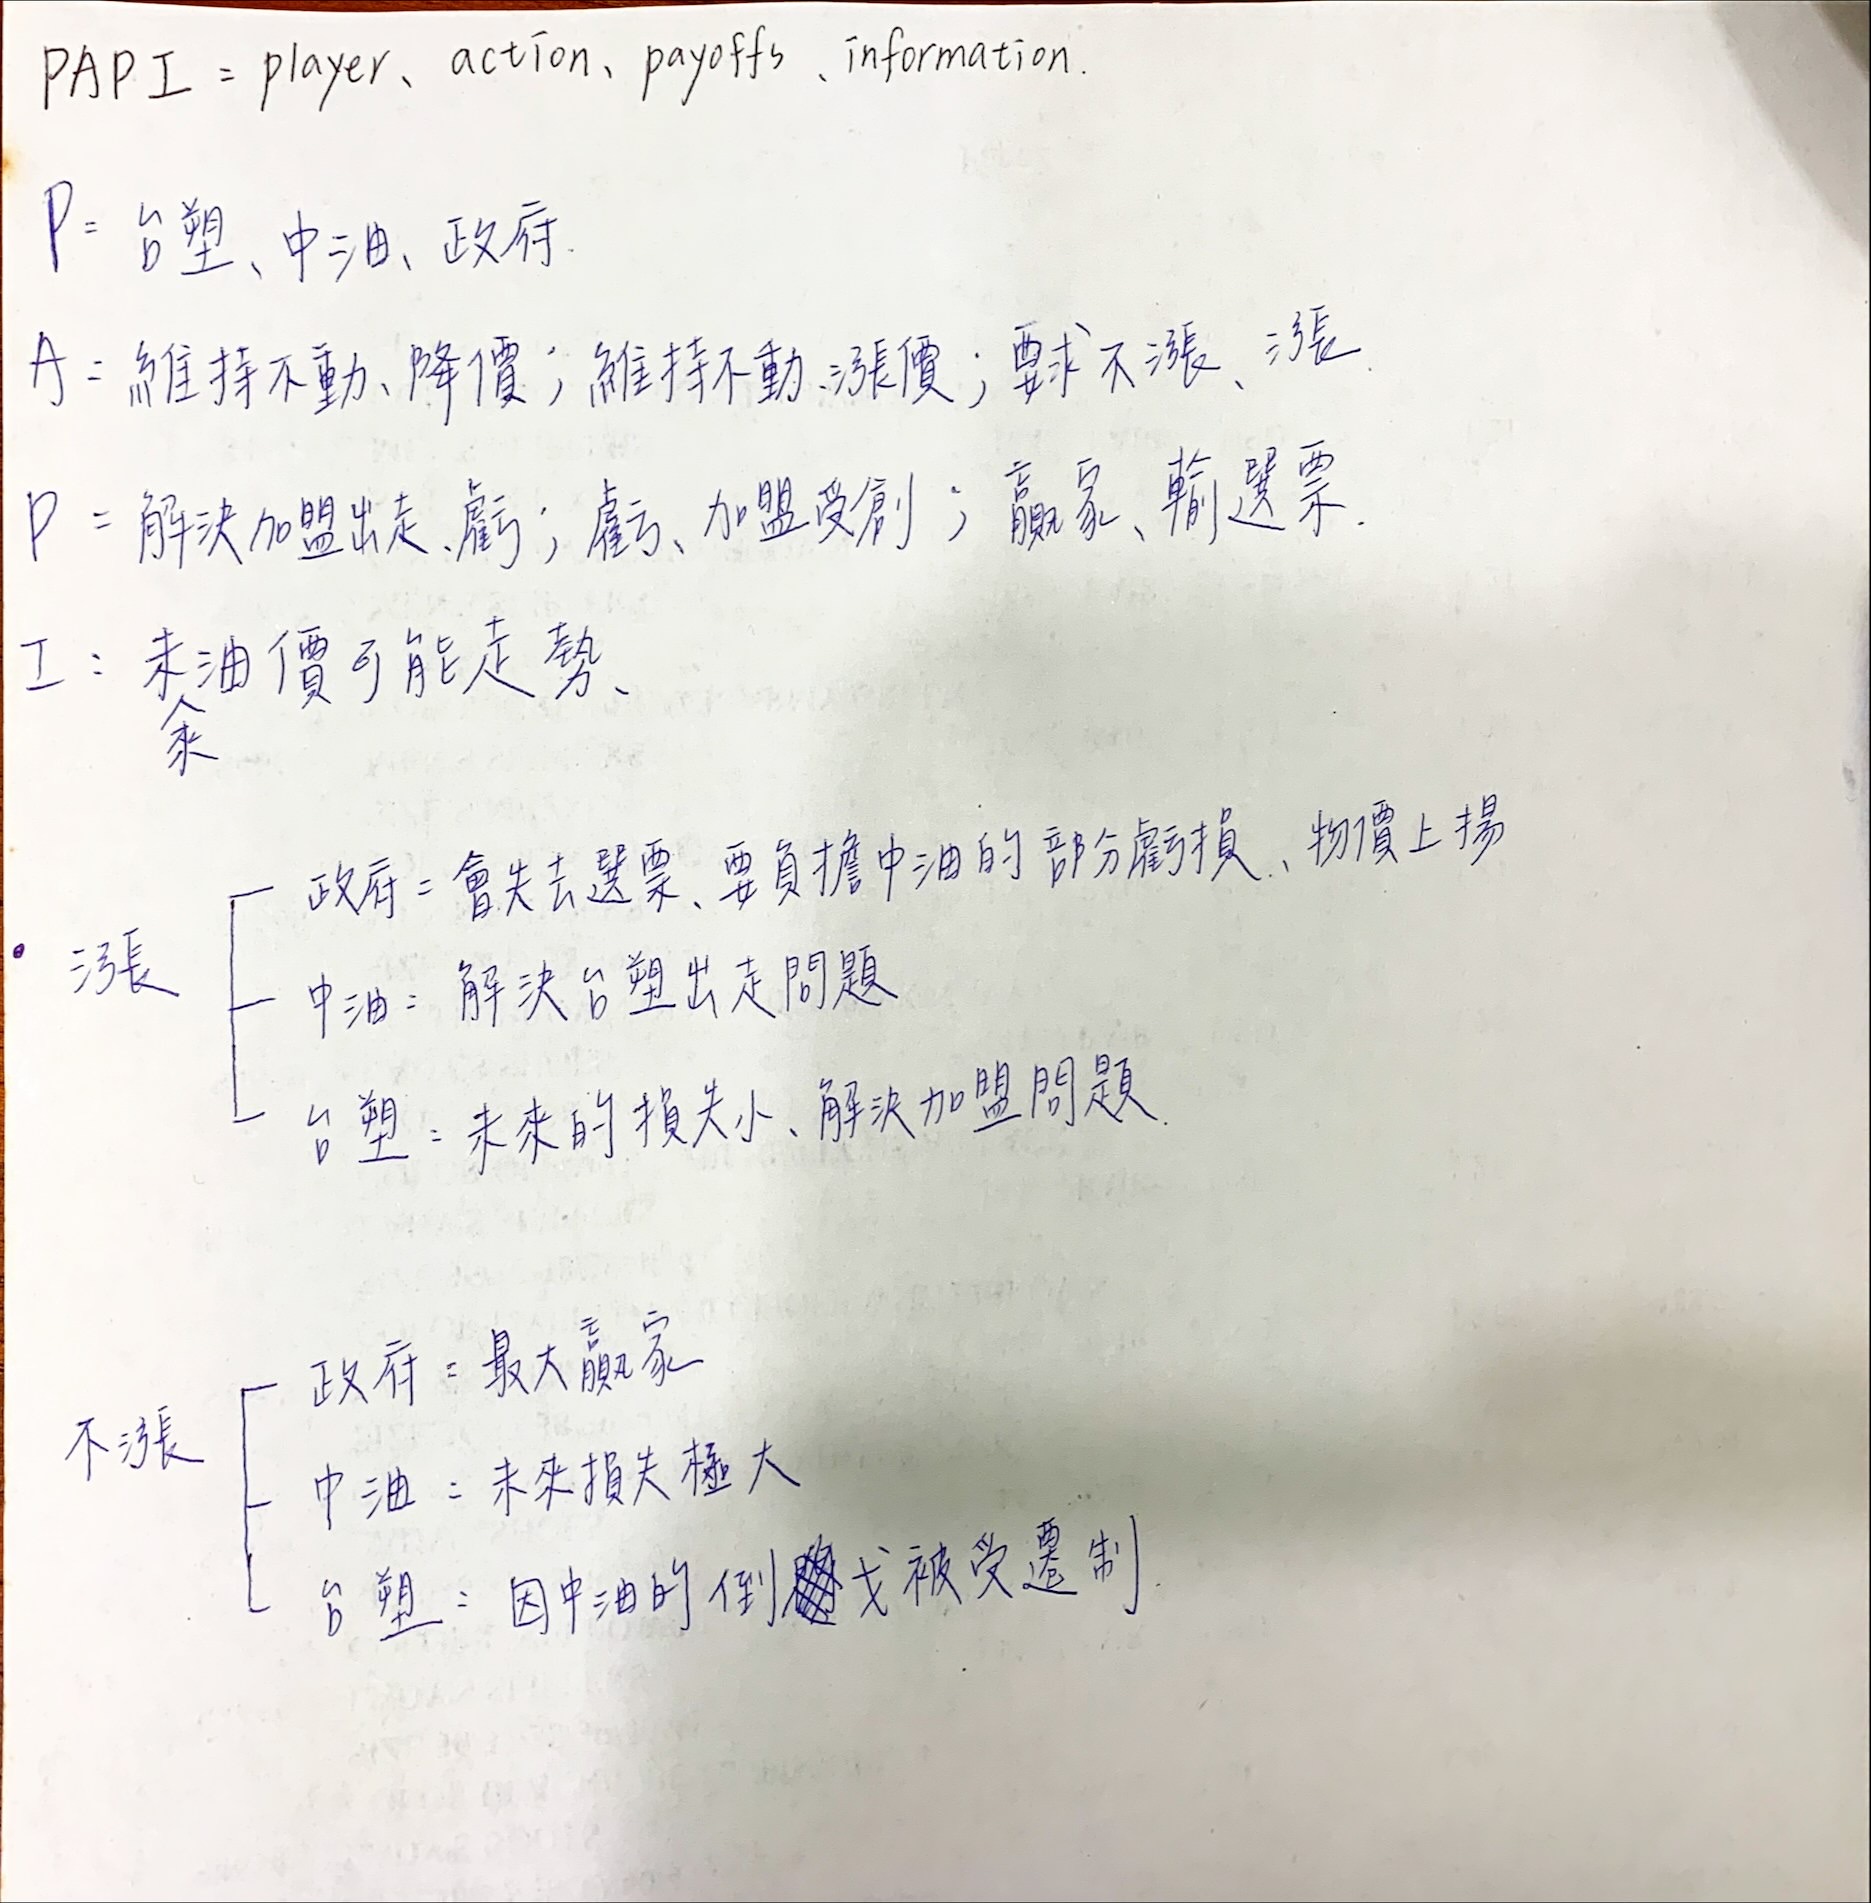 PAPI = player、action、payoffs、information.
P = 台塑、中油、政府.
A = 維持不動、降價；維持不動、漲價；要求不漲、漲.
P = 解決加盟出走、虧；虧、加盟受創；贏家、輸選票.
I = 未來油價可能走勢、
漲
政府 = 會失去選票、要負擔中油的部分虧損、物價上揚
中油 = 解決台塑出走問題
台塑 = 未來的損失小、解決加盟問題.
不漲
政府 = 最大贏家
中油 = 未來損失極大
台塑 = 因中油的倒戈被受遷制.